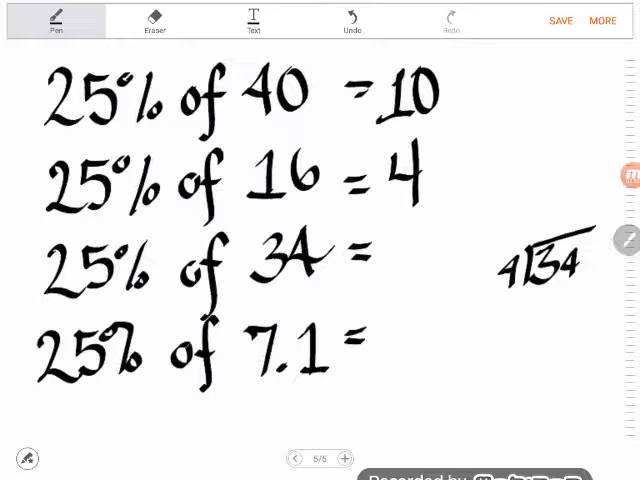 Pen Eraser Text Undo Redo SAVE MORE
25% of 40 = 10
25% of 16 = 4
25% of 34 =
4 34
25% of 7.1 =
5/5
Recorded by